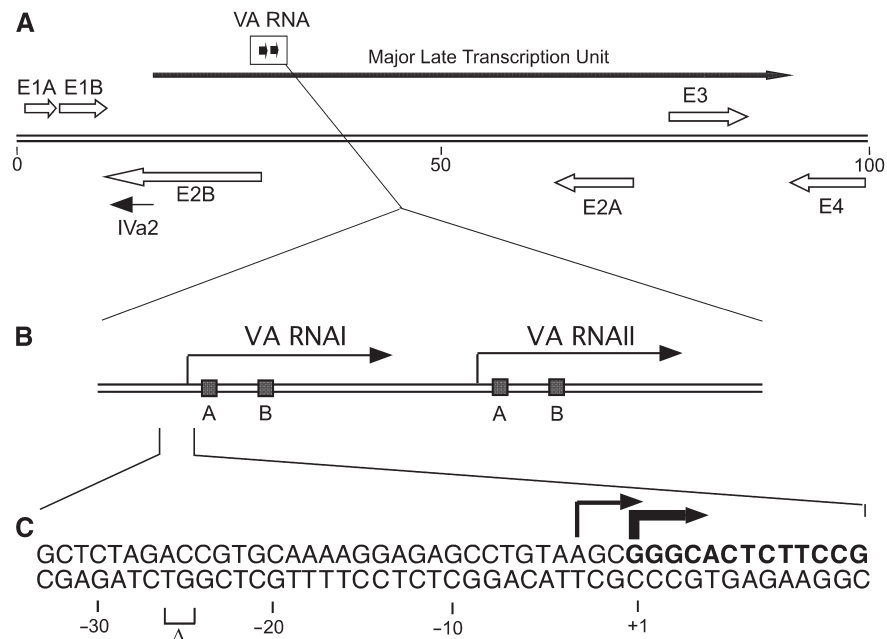 A
VA RNA
Major Late Transcription Unit
E1A E1B
E3
0 50 100
E2B
E2A
E4
IVa2
B
VA RNAI VA RNAII
A B A B
C
GCTCTAGACCGTGCAAAAGGAGAGCCTGTAAGCGGGCACTCTTCCG
CGAGATCTGGCTCGTTTTCCTCTCGGACATTCGCCCGTGAGAAGGC
−30 Δ −20 −10 +1